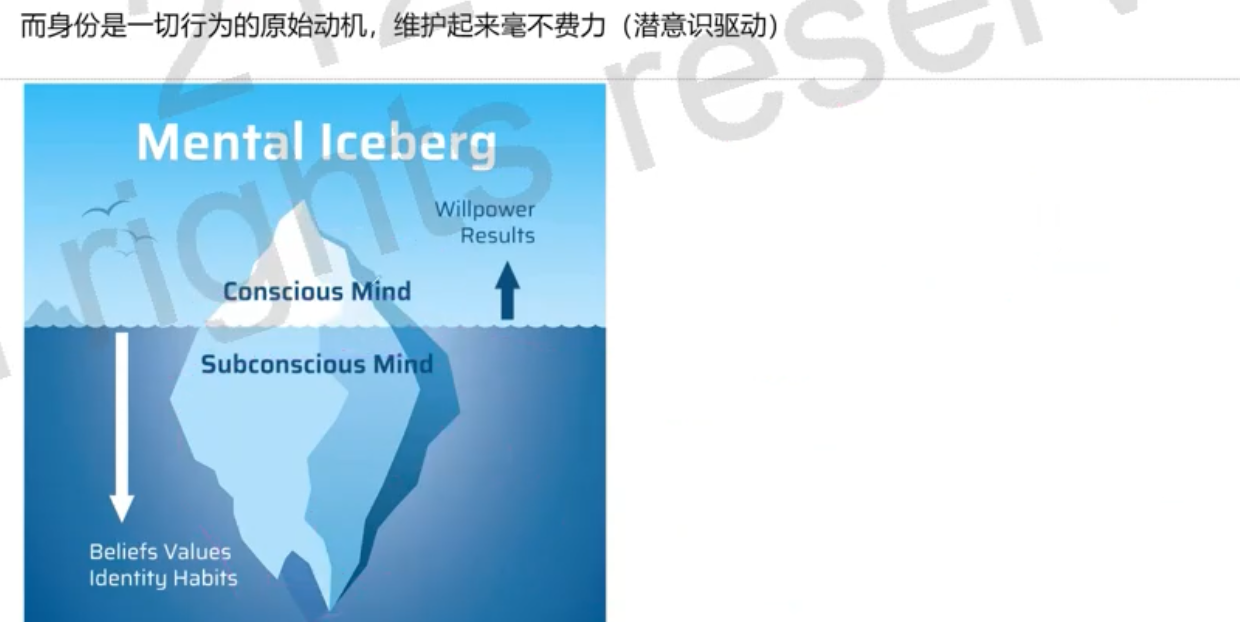 而身份是一切行为的原始动机，维护起来毫不费力（潜意识驱动）
Mental Iceberg
Willpower
Results
Conscious Mind
Subconscious Mind
Beliefs Values
Identity Habits
rights reser